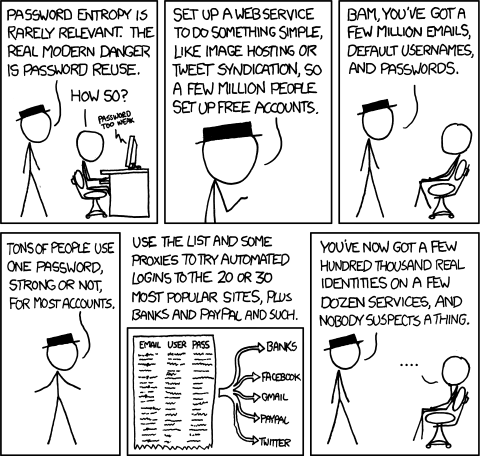 PASSWORD ENTROPY IS
RARELY RELEVANT. THE
REAL MODERN DANGER
IS PASSWORD REUSE.
HOW SO?
PASSWORD
TOO WEAK
SET UP A WEB SERVICE
TO DO SOMETHING SIMPLE,
LIKE IMAGE HOSTING OR
TWEET SYNDICATION, SO
A FEW MILLION PEOPLE
SET UP FREE ACCOUNTS.
BAM, YOU'VE GOT A
FEW MILLION EMAILS,
DEFAULT USERNAMES,
AND PASSWORDS.
TONS OF PEOPLE USE
ONE PASSWORD,
STRONG OR NOT,
FOR MOST ACCOUNTS.
USE THE LIST AND SOME
PROXIES TO TRY AUTOMATED
LOGINS TO THE 20 OR 30
MOST POPULAR SITES, PLUS
BANKS AND PAYPAL AND SUCH.
EMAIL USER PASS
BANKS
FACEBOOK
GMAIL
PAYPAL
TWITTER
YOU'VE NOW GOT A FEW
HUNDRED THOUSAND REAL
IDENTITIES ON A FEW
DOZEN SERVICES, AND
NOBODY SUSPECTS A THING.
....